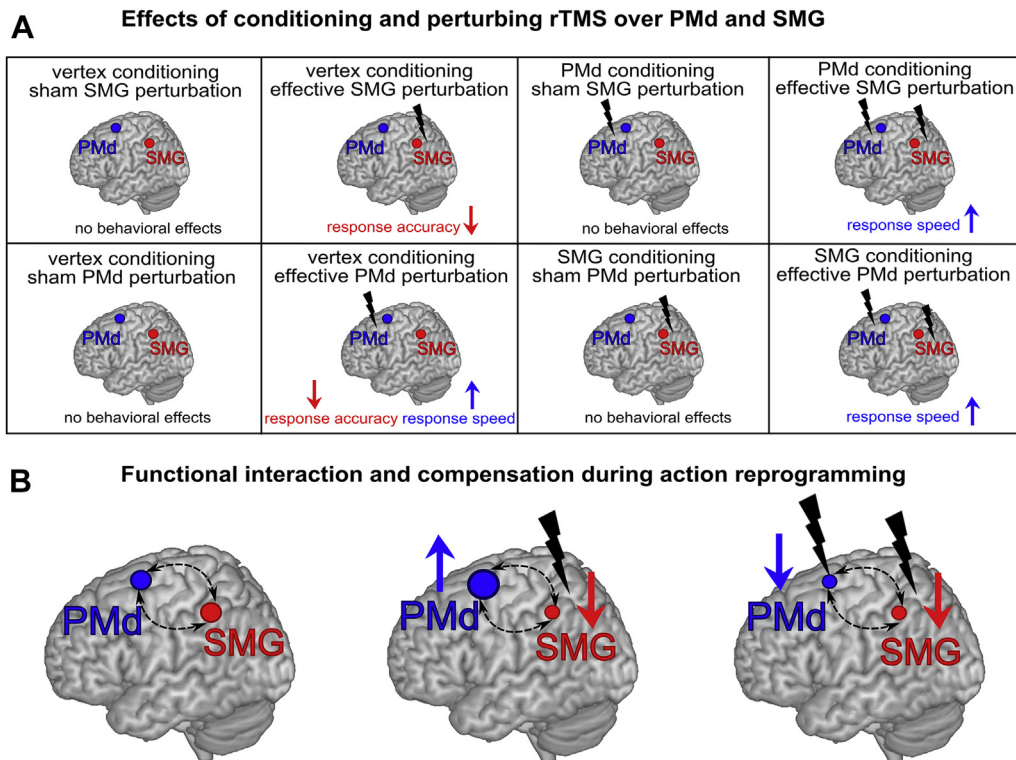 A
Effects of conditioning and perturbing rTMS over PMd and SMG
vertex conditioning
sham SMG perturbation
PMd
SMG
no behavioral effects
vertex conditioning
effective SMG perturbation
PMd
SMG
response accuracy
PMd conditioning
sham SMG perturbation
PMd
SMG
no behavioral effects
PMd conditioning
effective SMG perturbation
PMd
SMG
response speed
vertex conditioning
sham PMd perturbation
PMd
SMG
no behavioral effects
vertex conditioning
effective PMd perturbation
PMd
SMG
response accuracy response speed
SMG conditioning
sham PMd perturbation
PMd
SMG
no behavioral effects
SMG conditioning
effective PMd perturbation
PMd
SMG
response speed
B
Functional interaction and compensation during action reprogramming
PMd
SMG
PMd
SMG
PMd
SMG